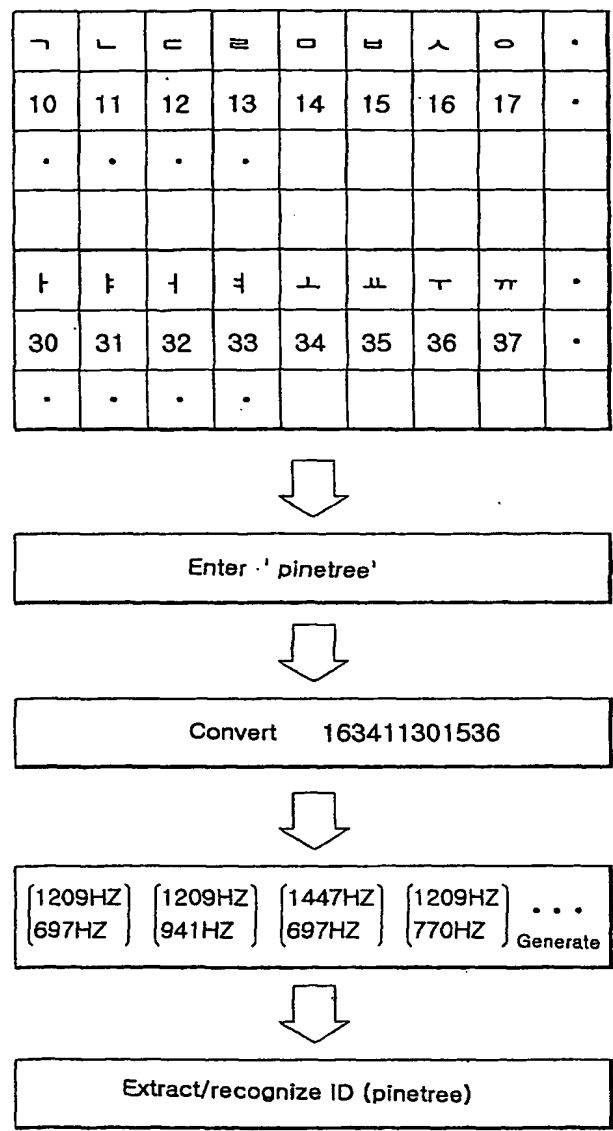 ㄱ ㄴ ㄷ ㄹ ㅁ ㅂ ㅅ ㅇ •
10 11 12 13 14 15 16 17 •
• • • •
ㅏ ㅑ ㅓ ㅕ ㅗ ㅛ ㅜ ㅠ •
30 31 32 33 34 35 36 37 •
• • • •
Enter ' pinetree'
Convert 163411301536
1209HZ 1209HZ 1447HZ 1209HZ
697HZ 941HZ 697HZ 770HZ • • •
Generate
Extract/recognize ID (pinetree)